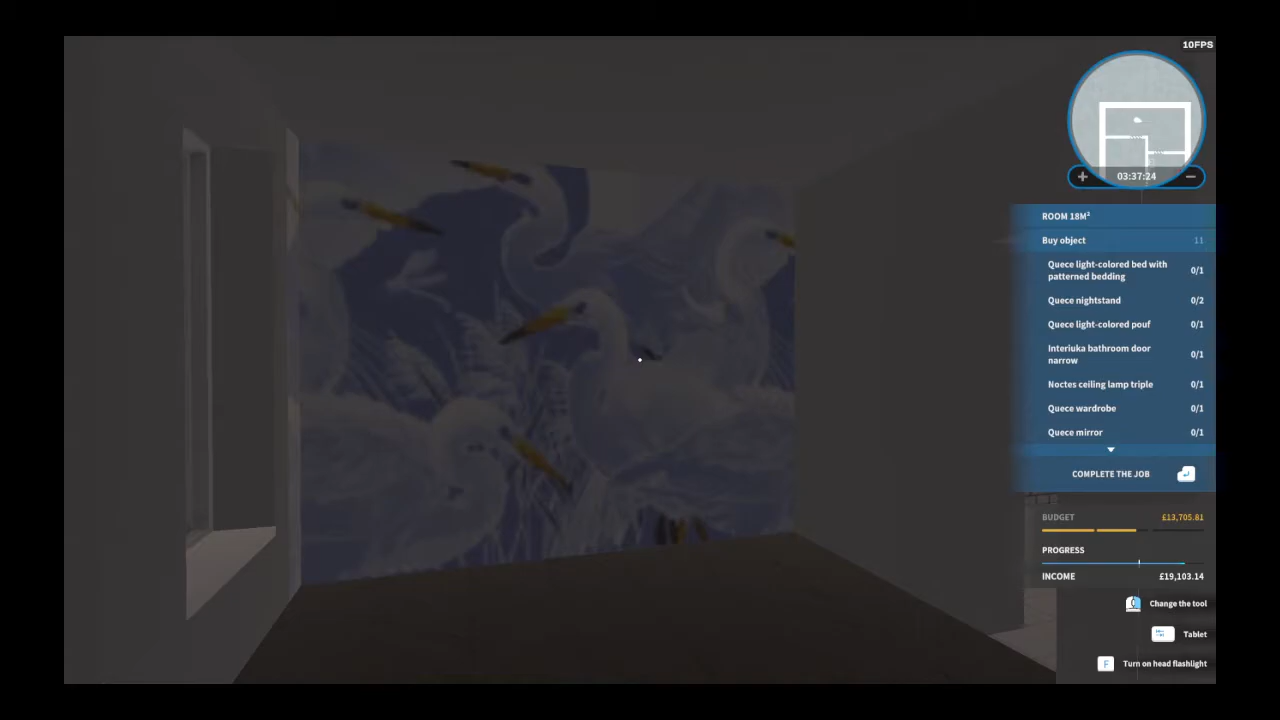 10FPS
03:37:24
ROOM 18M²
Buy object 11
Quece light-colored bed with
patterned bedding 0/1
Quece nightstand 0/2
Quece light-colored pouf 0/1
Interiuka bathroom door
narrow 0/1
Noctes ceiling lamp triple 0/1
Quece wardrobe 0/1
Quece mirror 0/1
COMPLETE THE JOB
BUDGET £13,705.81
PROGRESS
INCOME £19,103.14
Change the tool
Tablet
F Turn on head flashlight